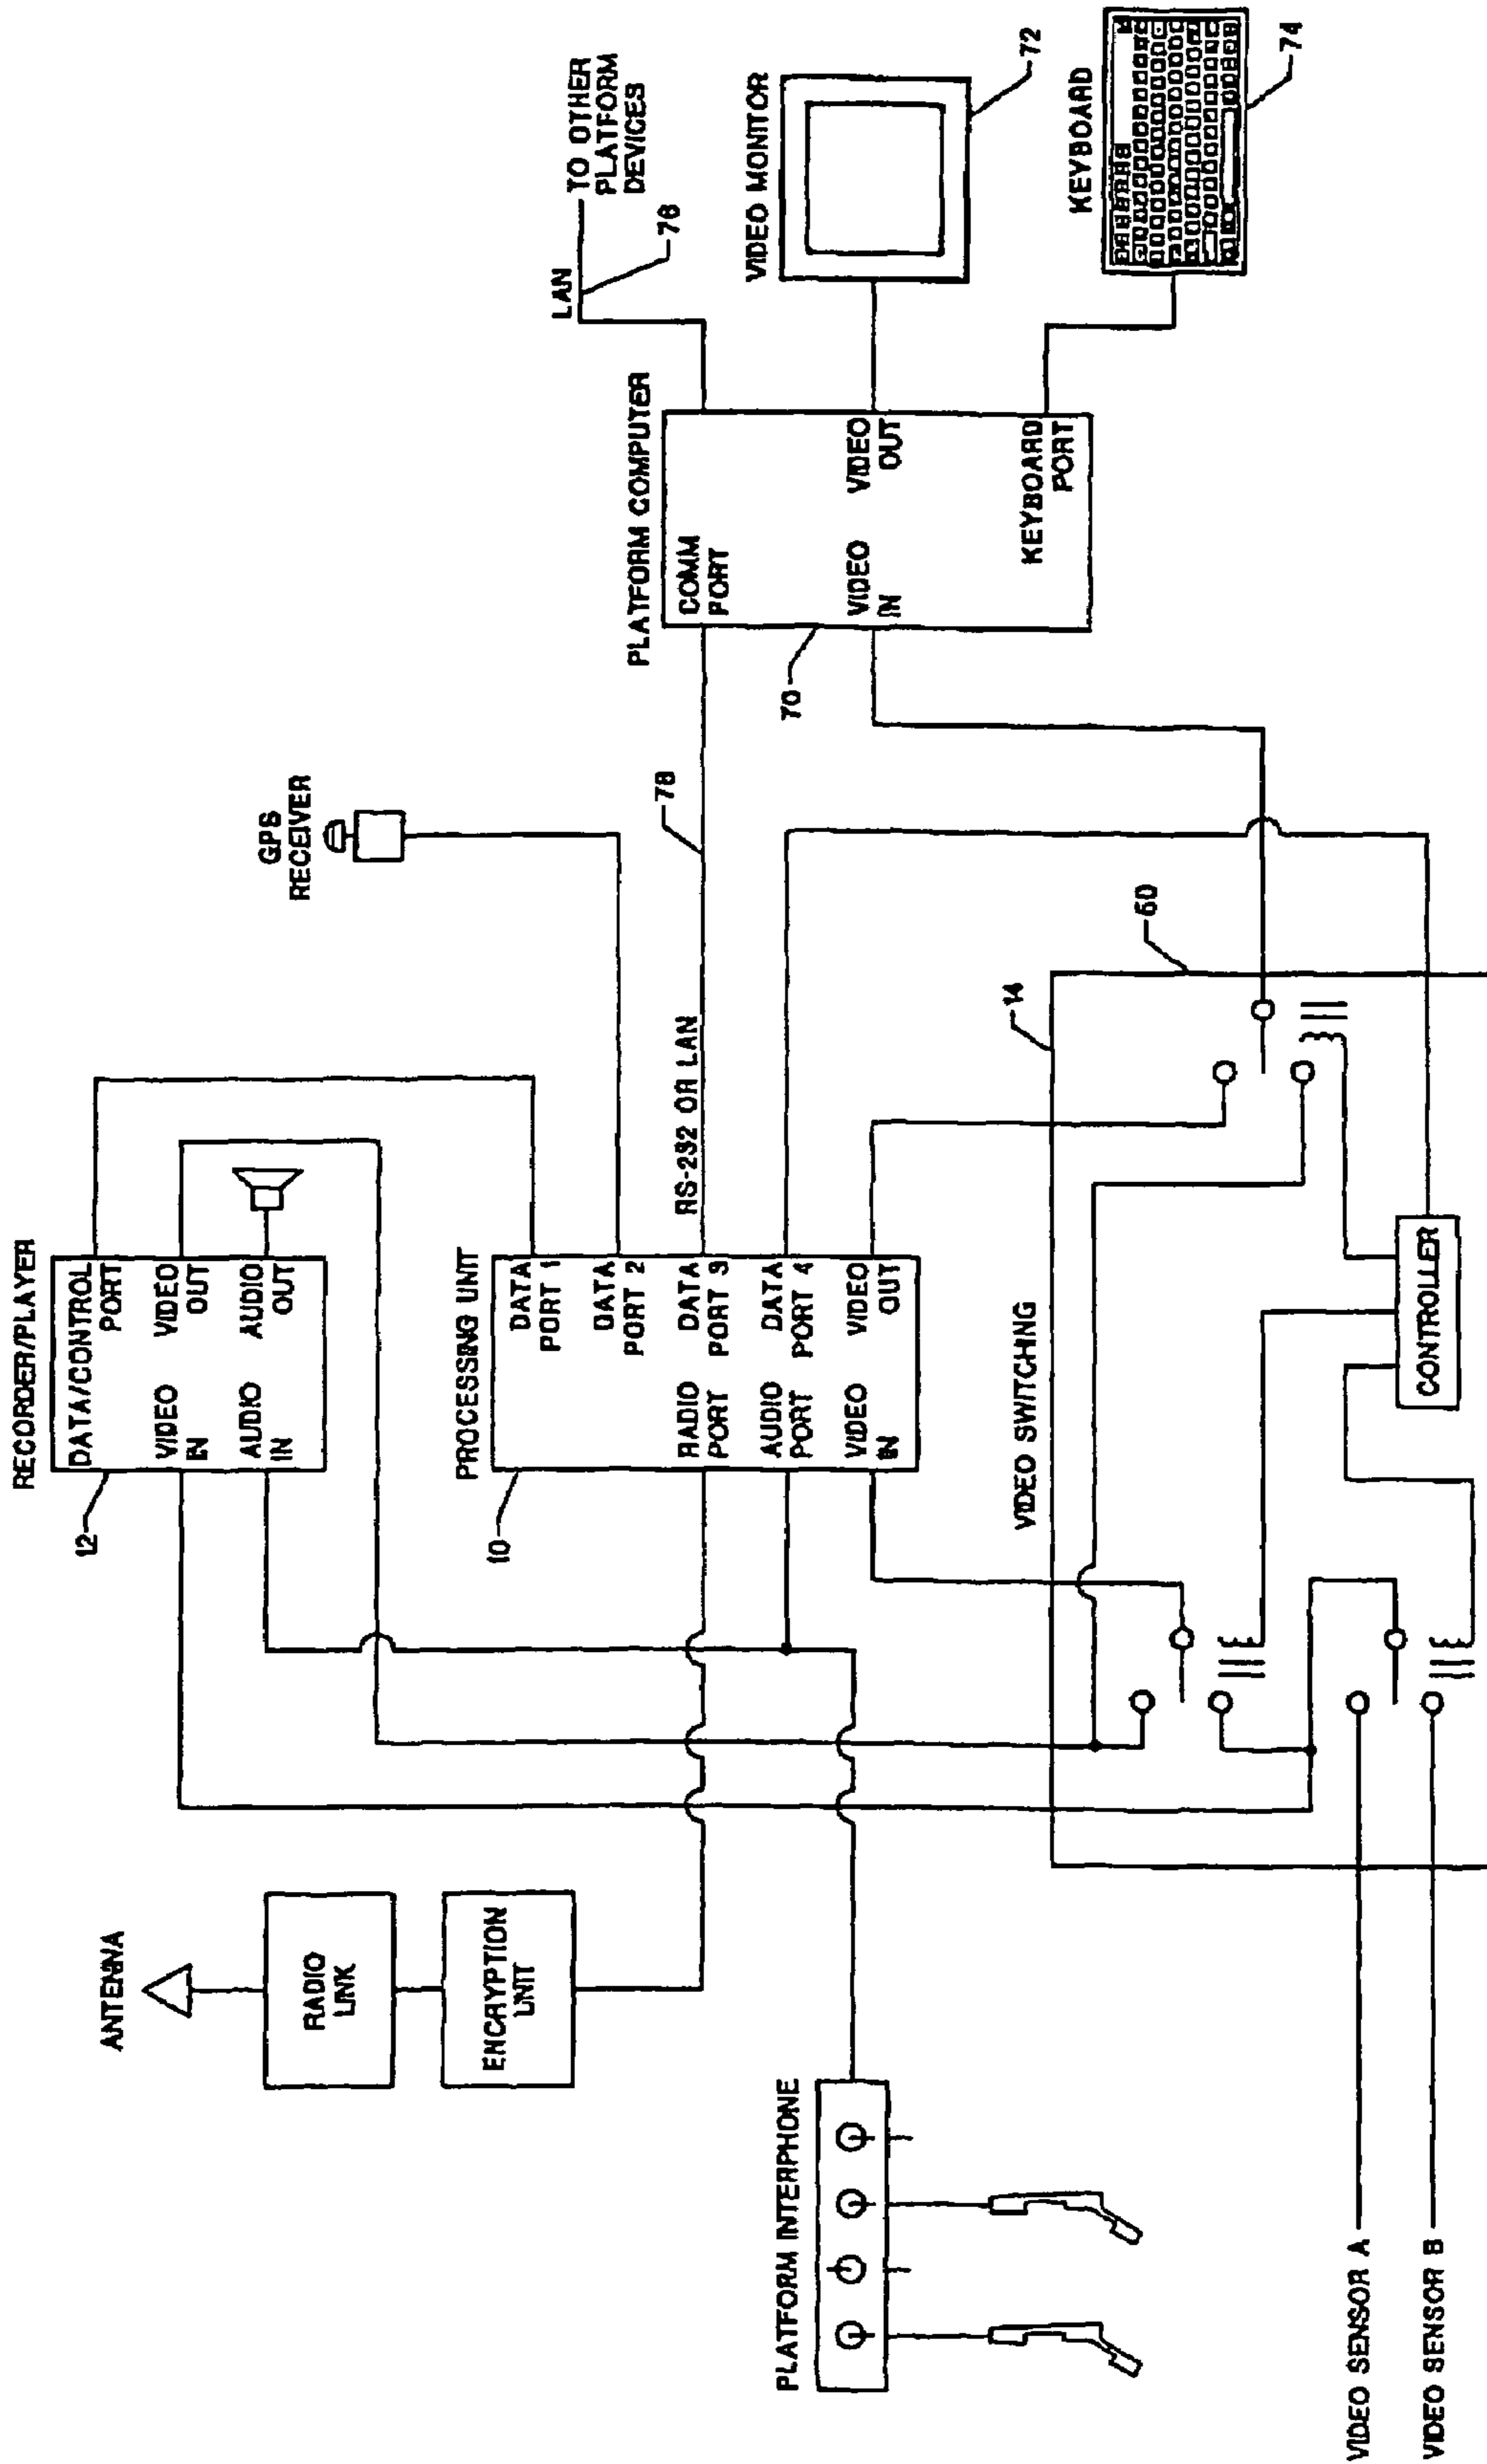 RECORDER/PLAYER
12
DATA/CONTROL
PORT
VIDEO
IN
VIDEO
OUT
AUDIO
IN
AUDIO
OUT
ANTENNA
RADIO
LINK
ENCRYPTION
UNIT
GPS
RECEIVER
PROCESSING UNIT
10
DATA
PORT 1
DATA
PORT 2
RADIO
PORT
DATA
PORT 3
AUDIO
PORT
DATA
PORT 4
VIDEO
IN
VIDEO
OUT
RS-232 OR LAN
78
LAN
TO OTHER
PLATFORM
DEVICES
76
PLATFORM COMPUTER
COMM
PORT
VIDEO
IN
VIDEO
OUT
KEYBOARD
PORT
70
VIDEO MONITOR
72
KEYBOARD
74
PLATFORM INTERPHONE
VIDEO SWITCHING
14
60
CONTROLLER
VIDEO SENSOR A
VIDEO SENSOR B